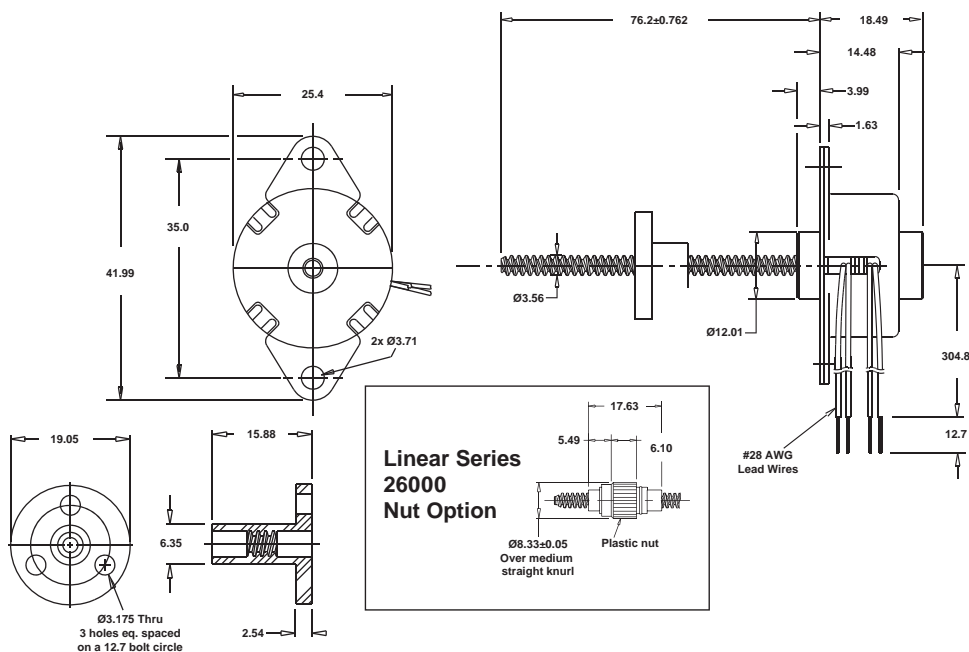 76.2±0.762
18.49
14.48
3.99
1.63
25.4
35.0
41.99
2x Ø3.71
Ø3.56
Ø12.01
304.8
12.7
#28 AWG
Lead Wires
19.05
15.88
6.35
2.54
Ø3.175 Thru
3 holes eq. spaced
on a 12.7 bolt circle
Linear Series
26000
Nut Option
17.63
5.49
6.10
Ø8.33±0.05
Over medium
straight knurl
Plastic nut